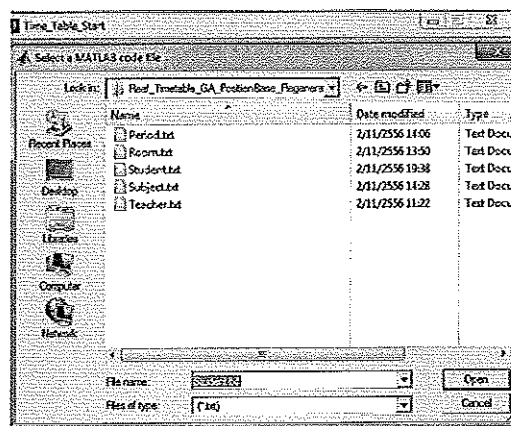 Time_Table_Start
Select a MATLAB code file
Look in: Real_Timetable_GA_PositionBase_Regenera
Name Date modified Type
Period.txt 2/11/2556 14:06 Text Docu
Room.txt 2/11/2556 13:50 Text Docu
Student.txt 2/11/2556 19:38 Text Docu
Subject.txt 2/11/2556 14:28 Text Docu
Teacher.txt 2/11/2556 11:22 Text Docu
Recent Places
Desktop
Libraries
Computer
Network
File name: Open
Files of type: (*.txt) Cancel